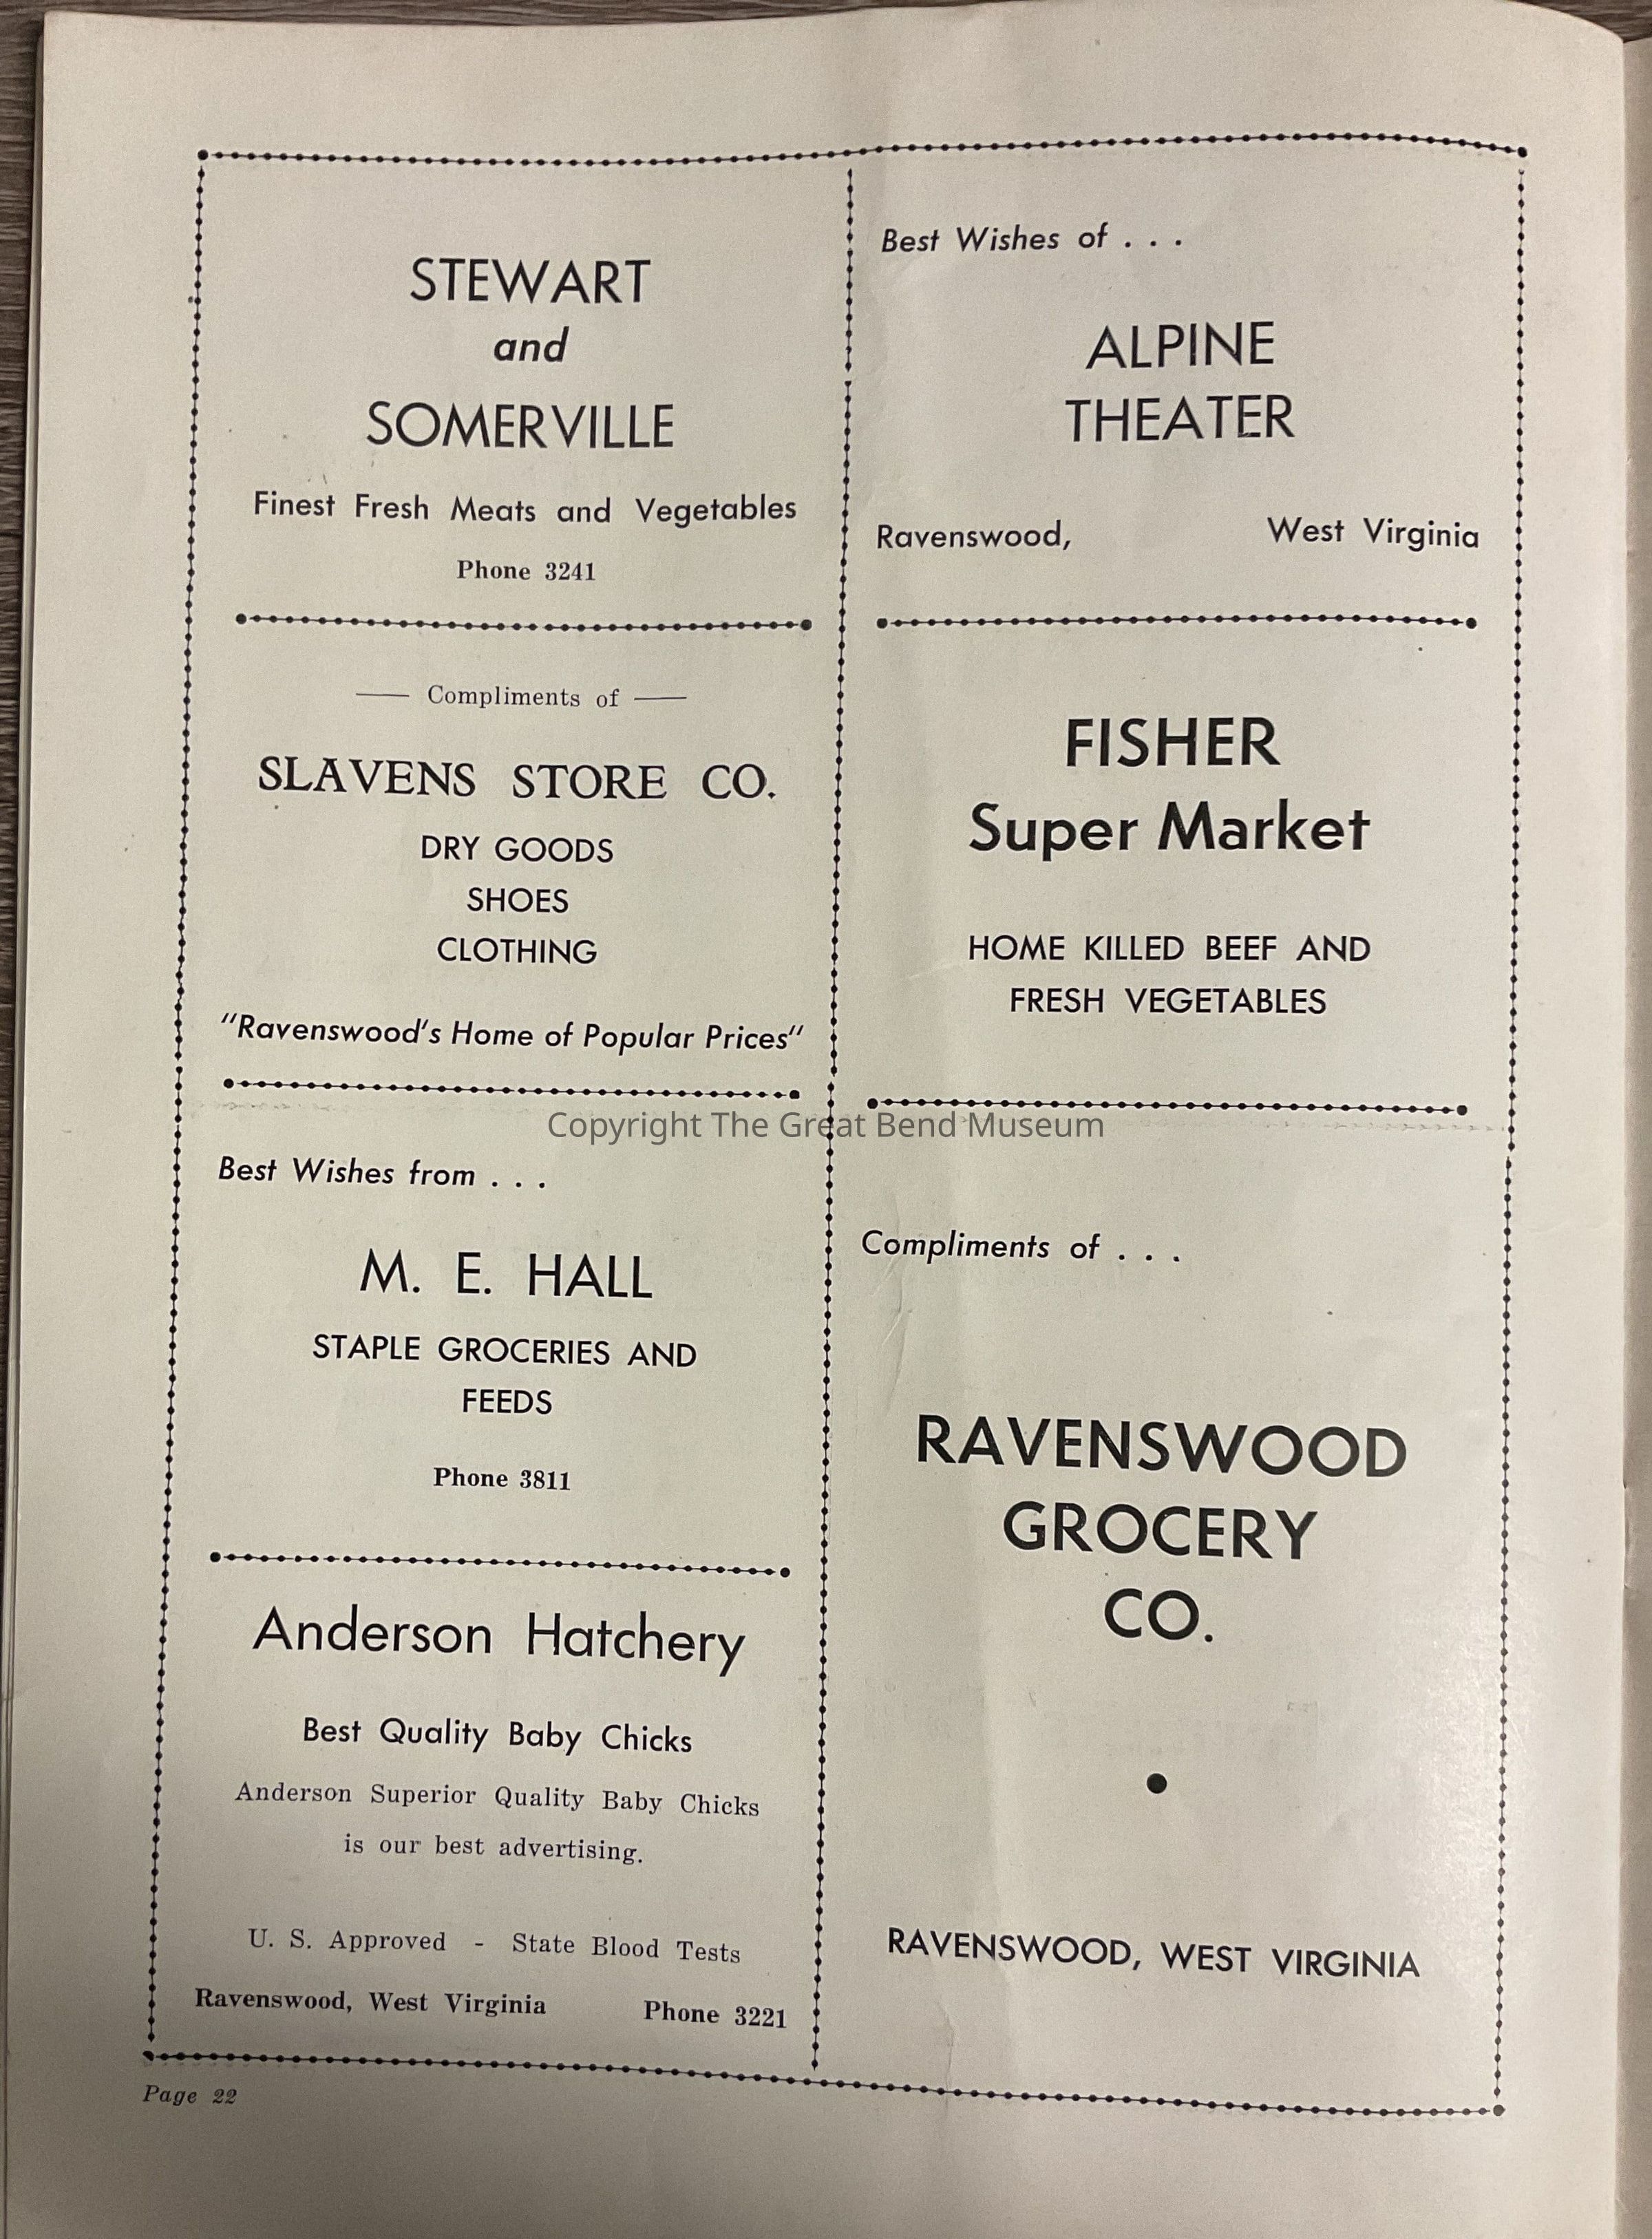 STEWART
and
SOMERVILLE
Finest Fresh Meats and Vegetables
Phone 3241
Compliments of
SLAVENS STORE CO.
DRY GOODS
SHOES
CLOTHING
"Ravenswood's Home of Popular Prices"
Best Wishes from . . .
M. E. HALL
STAPLE GROCERIES AND
FEEDS
Phone 3811
Anderson Hatchery
Best Quality Baby Chicks
Anderson Superior Quality Baby Chicks
is our best advertising.
U. S. Approved - State Blood Tests
Ravenswood, West Virginia Phone 3221
Best Wishes of . . .
ALPINE
THEATER
Ravenswood, West Virginia
FISHER
Super Market
HOME KILLED BEEF AND
FRESH VEGETABLES
Compliments of . . .
RAVENSWOOD
GROCERY
CO.
RAVENSWOOD, WEST VIRGINIA
Page 22
Copyright The Great Bend Museum